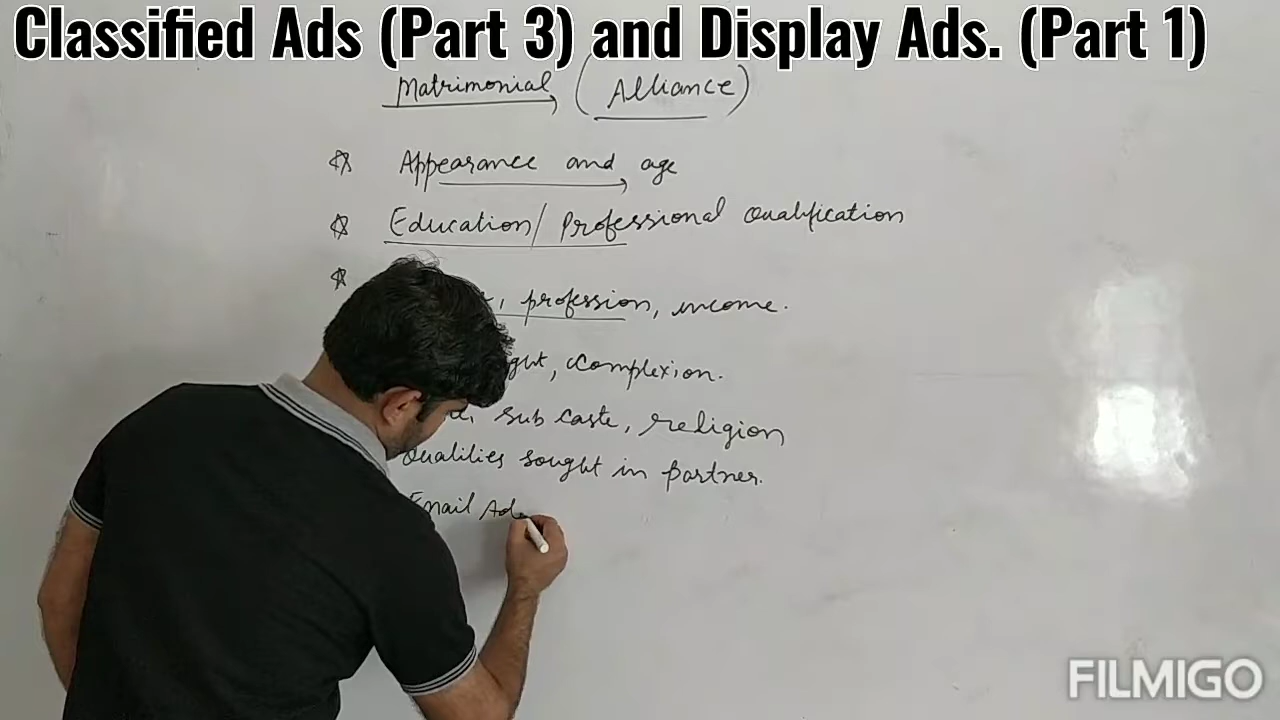 Classified Ads (Part 3) and Display Ads. (Part 1)
Matrimonial (Alliance)
Appearance and age
Education/ Professional Qualification
, profession, income.
, Complexion.
Sub Caste, religion
Qualities sought in partner.
Email Ad
FILMIGO